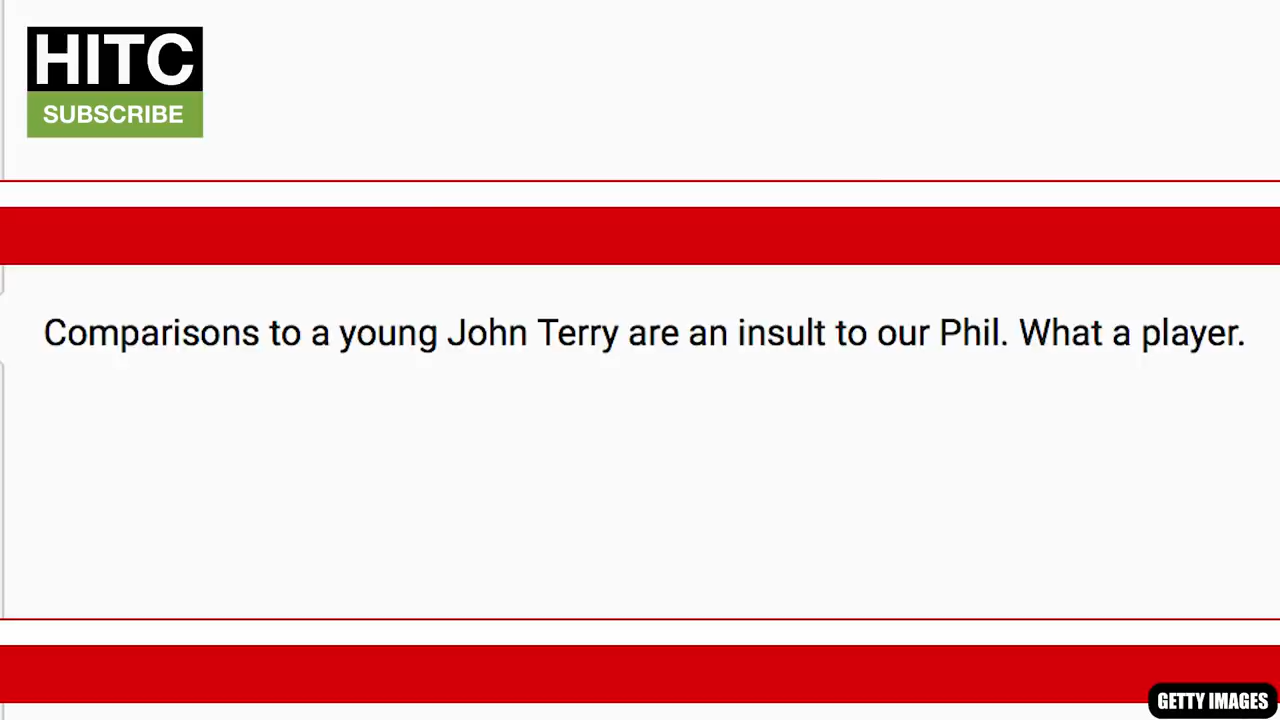 HITC
SUBSCRIBE
Comparisons to a young John Terry are an insult to our Phil. What a player.
GETTY IMAGES